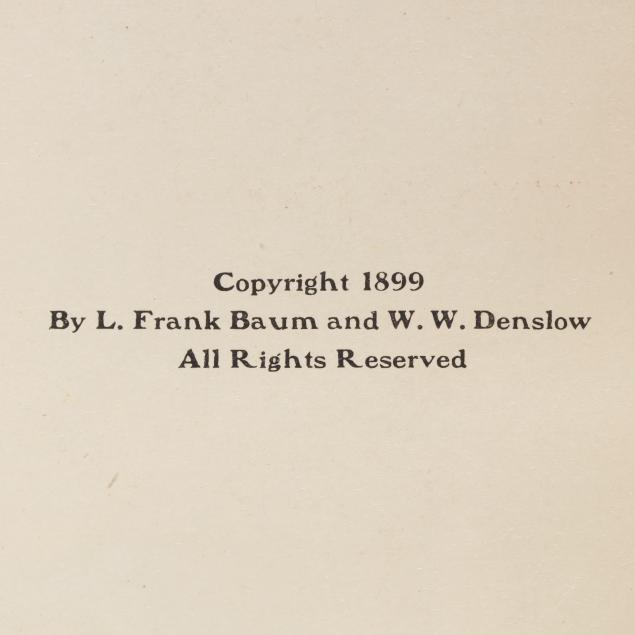 Copyright 1899
By L. Frank Baum and W. W. Denslow
All Rights Reserved